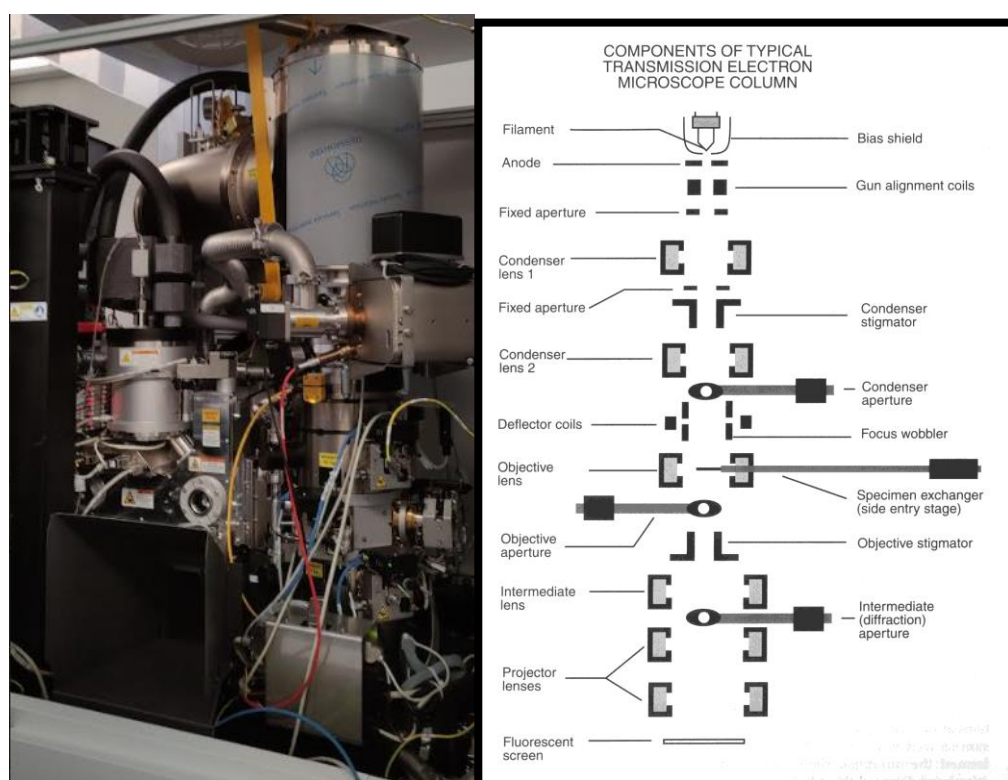 COMPONENTS OF TYPICAL
TRANSMISSION ELECTRON
MICROSCOPE COLUMN
Filament
Bias shield
Anode
Gun alignment coils
Fixed aperture
Condenser
lens 1
Fixed aperture
Condenser
stigmator
Condenser
lens 2
Condenser
aperture
Deflector coils
Focus wobbler
Objective
lens
Specimen exchanger
(side entry stage)
Objective
aperture
Objective stigmator
Intermediate
lens
Intermediate
(diffraction)
aperture
Projector
lenses
Fluorescent
screen